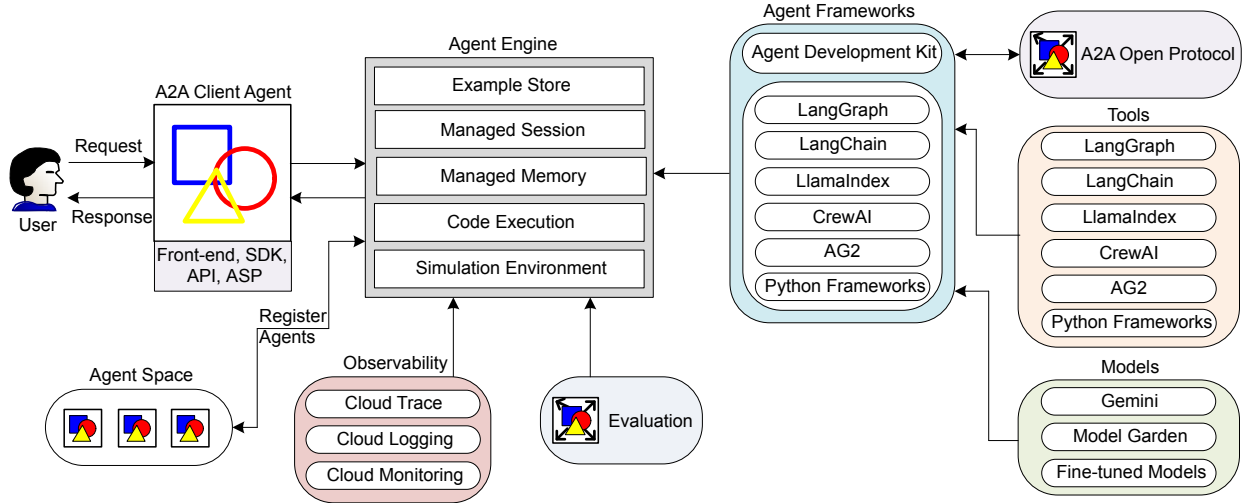 A2A Client Agent
Request
Response
User
Front-end, SDK,
API, ASP
Agent Engine
Example Store
Managed Session
Managed Memory
Code Execution
Simulation Environment
Register
Agents
Agent Space
Observability
Cloud Trace
Cloud Logging
Cloud Monitoring
Evaluation
Agent Frameworks
Agent Development Kit
LangGraph
LangChain
LlamaIndex
CrewAI
AG2
Python Frameworks
A2A Open Protocol
Tools
LangGraph
LangChain
LlamaIndex
CrewAI
AG2
Python Frameworks
Models
Gemini
Model Garden
Fine-tuned Models